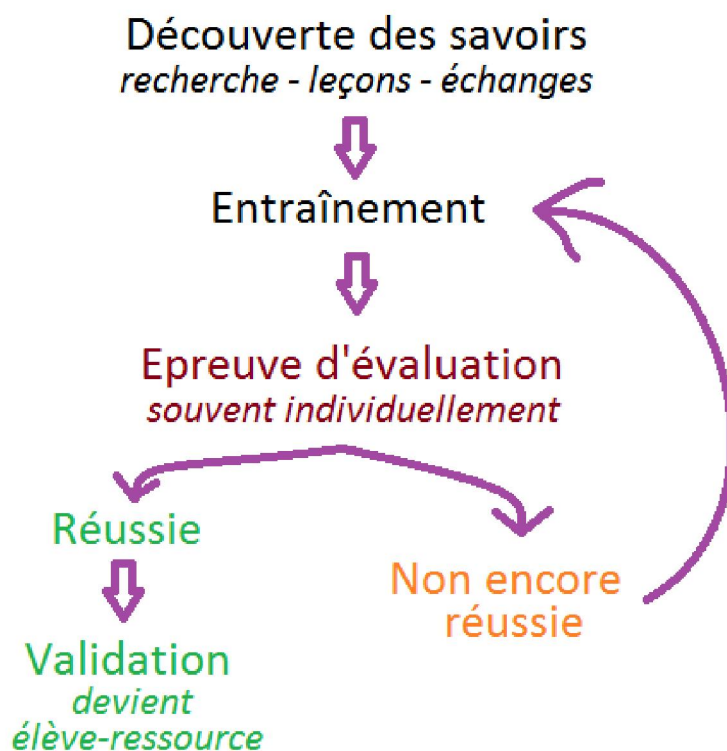 Découverte des savoirs
recherche - leçons - échanges
Entraînement
Epreuve d'évaluation
souvent individuellement
Réussie
Non encore
réussie
Validation
devient
élève-ressource